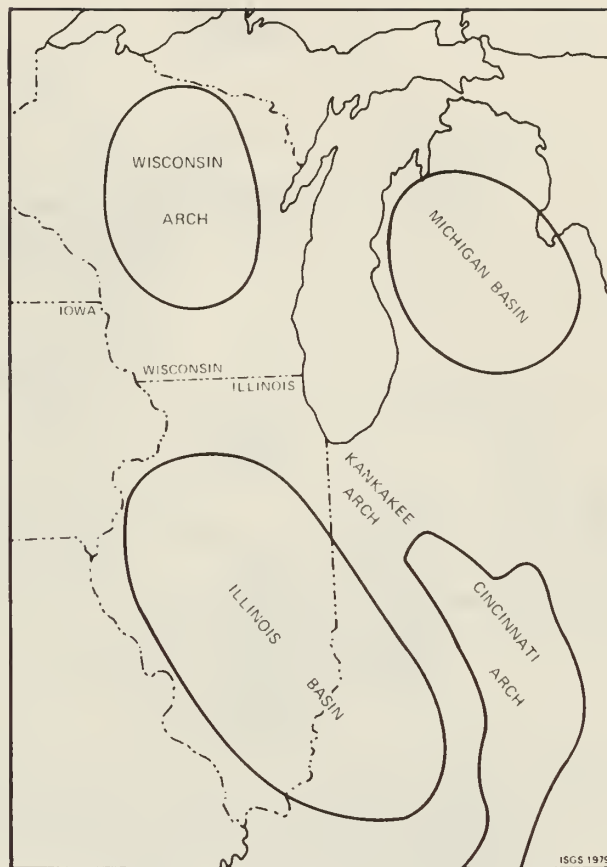 WISCONSIN
ARCH
MICHIGAN BASIN
IOWA
WISCONSIN
ILLINOIS
KANKAKEE
ARCH
CINCINNATI
ARCH
ILLINOIS
BASIN
ISGS 1979